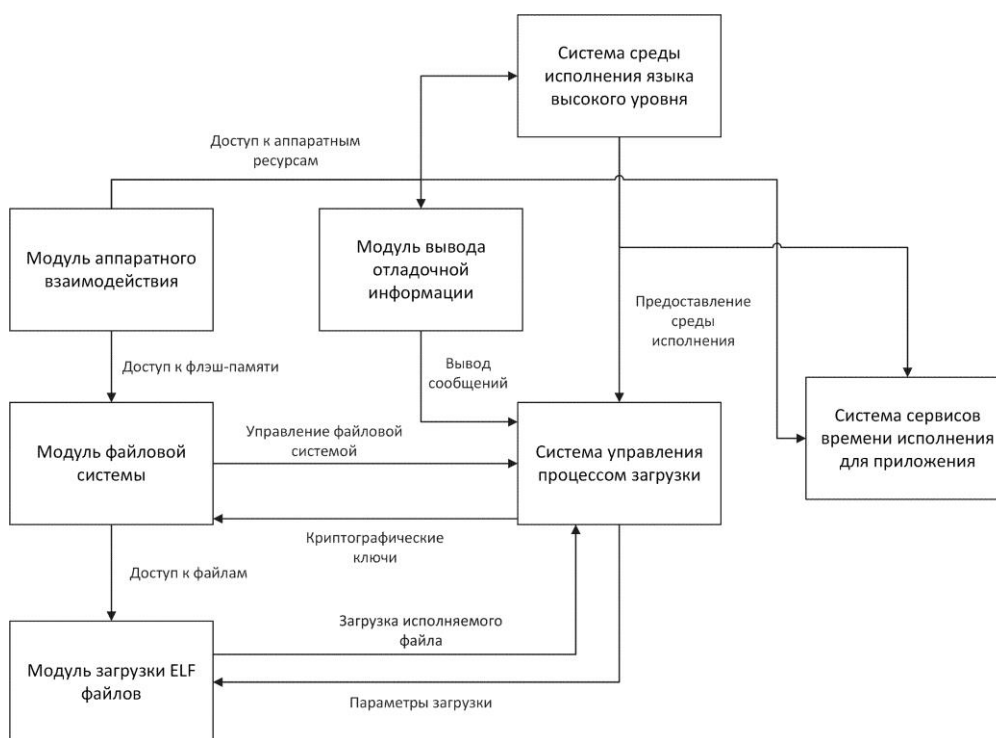 Система среды
исполнения языка
высокого уровня
Доступ к аппаратным
ресурсам
Модуль аппаратного
взаимодействия
Модуль вывода
отладочной
информации
Предоставление
среды
исполнения
Доступ к флэш-памяти
Вывод
сообщений
Модуль файловой
системы
Управление файловой
системой
Система управления
процессом загрузки
Система сервисов
времени исполнения
для приложения
Криптографические
ключи
Доступ к файлам
Загрузка исполняемого
файла
Модуль загрузки ELF
файлов
Параметры загрузки